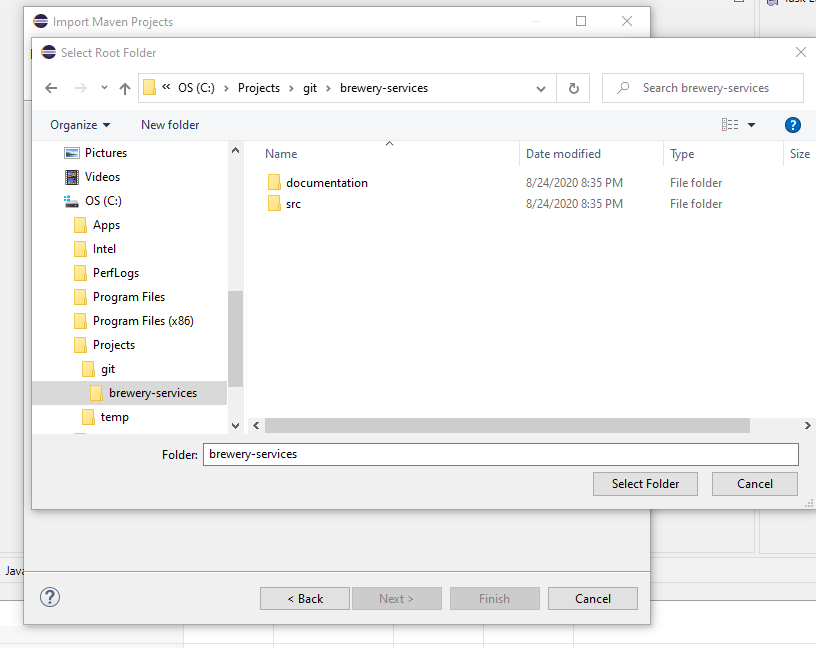 Import Maven Projects
Select Root Folder
« OS (C:) › Projects › git › brewery-services
Search brewery-services
Organize
New folder
?
Pictures
Videos
OS (C:)
Apps
Intel
PerfLogs
Program Files
Program Files (x86)
Projects
git
brewery-services
temp
Name Date modified Type Size
documentation 8/24/2020 8:35 PM File folder
src 8/24/2020 8:35 PM File folder
Folder: brewery-services
Select Folder Cancel
Java
? < Back Next > Finish Cancel